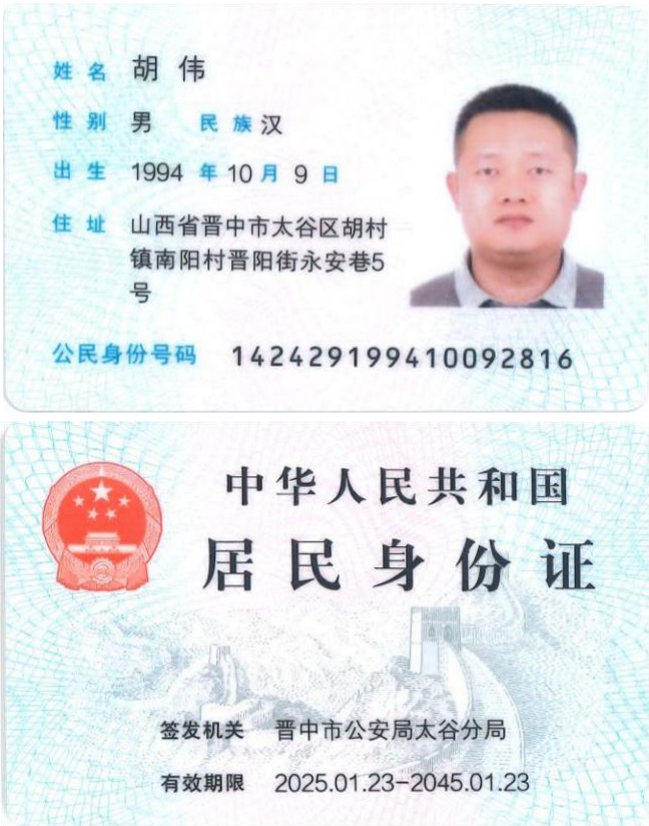 姓名 胡伟
性别 男 民族 汉
出生 1994 年 10 月 9 日
住址 山西省晋中市太谷区胡村
镇南阳村晋阳街永安巷5
号
公民身份号码 142429199410092816
中华人民共和国
居民身份证
签发机关 晋中市公安局太谷分局
有效期限 2025.01.23-2045.01.23